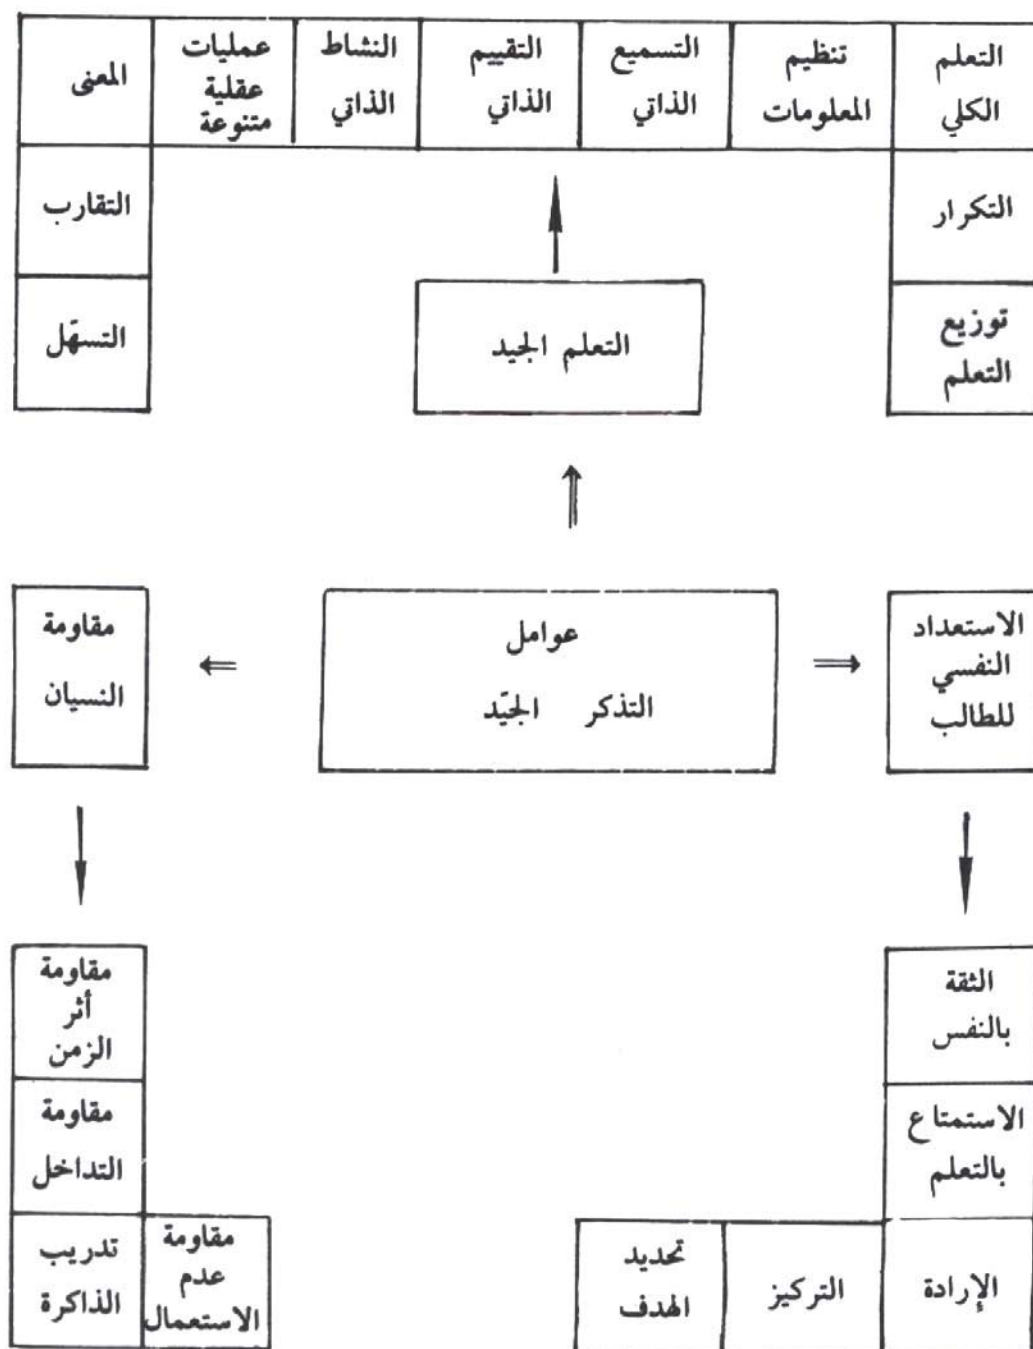 التعلم
الكلي
تنظيم
المعلومات
التسميع
الذاتي
التقييم
الذاتي
النشاط
الذاتي
عمليات
عقلية
متنوعة
المعنى
التكرار
التقارب
توزيع
التعلم
التعلم الجيد
التسهّل
الاستعداد
النفسي
للطالب
عوامل
التذكر الجيّد
مقاومة
النسيان
الثقة
بالنفس
الاستمتاع
بالتعلم
الإرادة
التركيز
تحديد
الهدف
مقاومة
أثر
الزمن
مقاومة
التداخل
تدريب
الذاكرة
مقاومة
عدم
الاستعمال